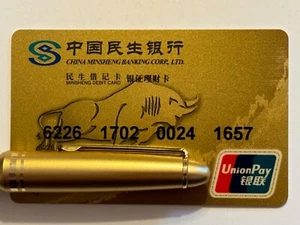 中国民生银行
CHINA MINSHENG BANKING CORP., LTD.
民生借记卡 银证理财卡
MINSHENG DEBIT CARD
6226 1702 0024 1657
UnionPay
银联